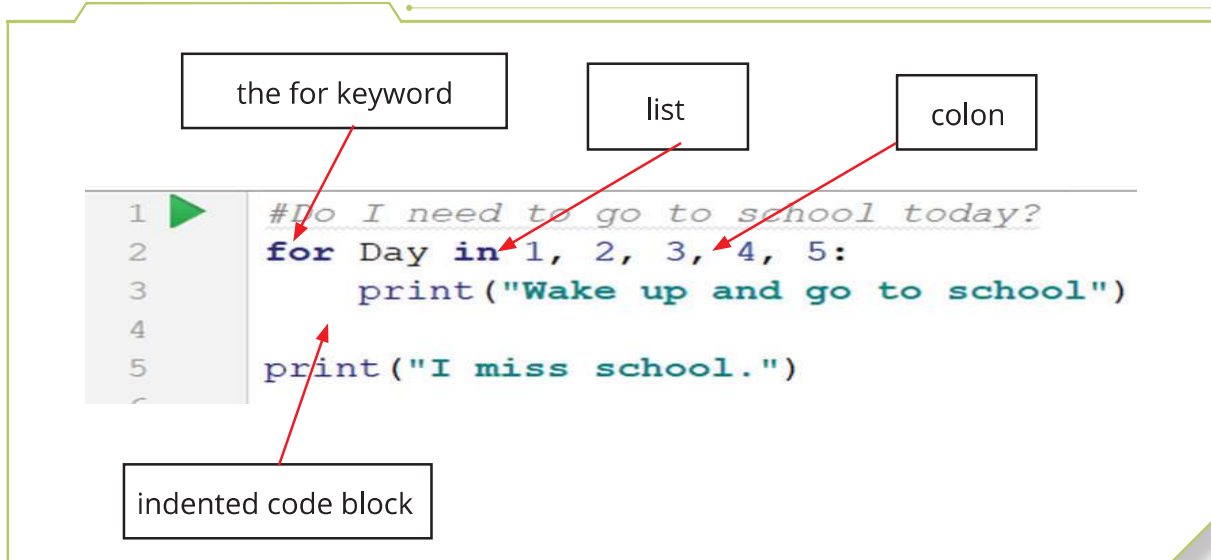 the for keyword
list
colon
1 #Do I need to go to school today?
2 for Day in 1, 2, 3, 4, 5:
3 print("Wake up and go to school")
4
5 print("I miss school.")
indented code block